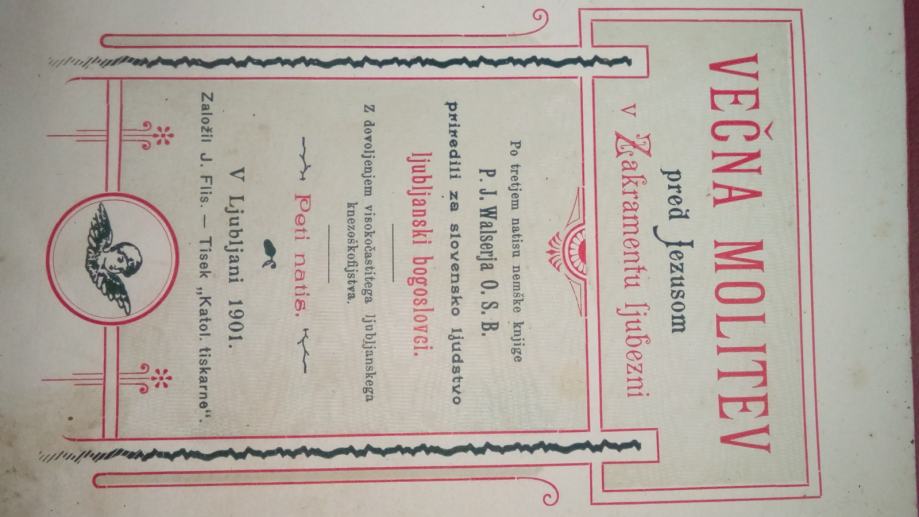 VEČNA MOLITEV
pred Jezusom
v Zakramentu ljubezni
Po tretjem natisu nemške knjige
P. J. Walserja O. S. B.
priredili za slovensko ljudstvo
ljubljanski bogoslovci.
Z dovoljenjem visokočastitega ljubljanskega
knezoškofijstva.
Peti natis.
V Ljubljani 1901.
Založil J. Flis. — Tisek „Katol. tiskarne“.